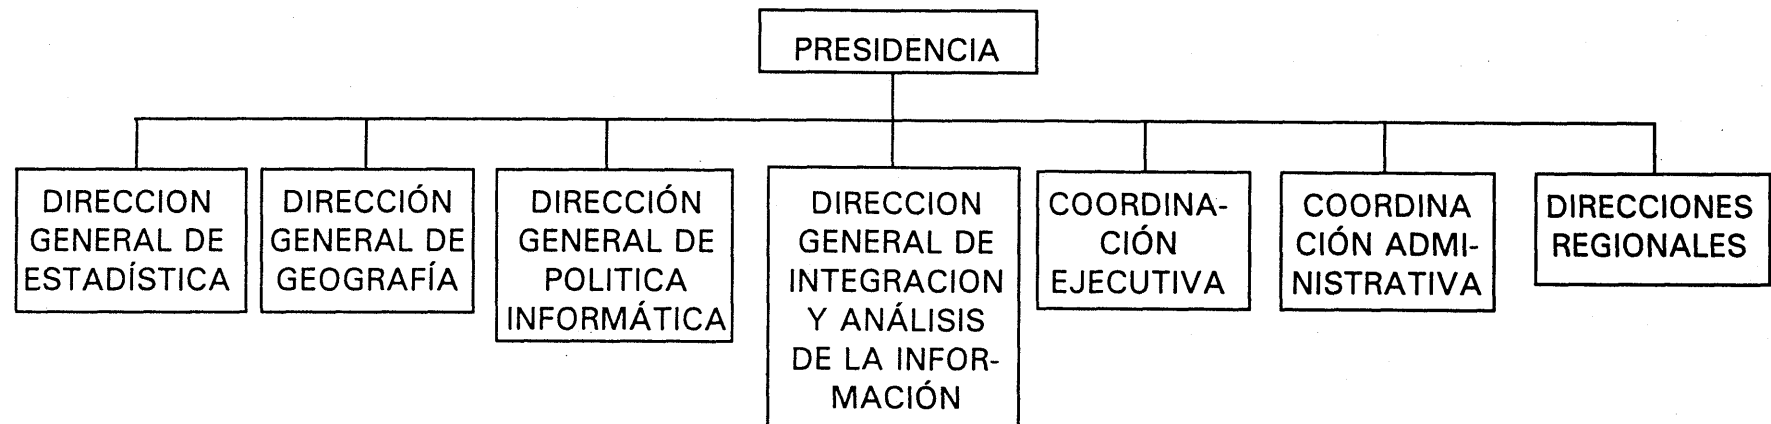 PRESIDENCIA
DIRECCION
GENERAL DE
ESTADÍSTICA
DIRECCIÓN
GENERAL DE
GEOGRAFÍA
DIRECCIÓN
GENERAL DE
POLITICA
INFORMÁTICA
DIRECCION
GENERAL DE
INTEGRACION
Y ANÁLISIS
DE LA INFOR-
MACIÓN
COORDINA-
CIÓN
EJECUTIVA
COORDINA
CIÓN ADMI-
NISTRATIVA
DIRECCIONES
REGIONALES